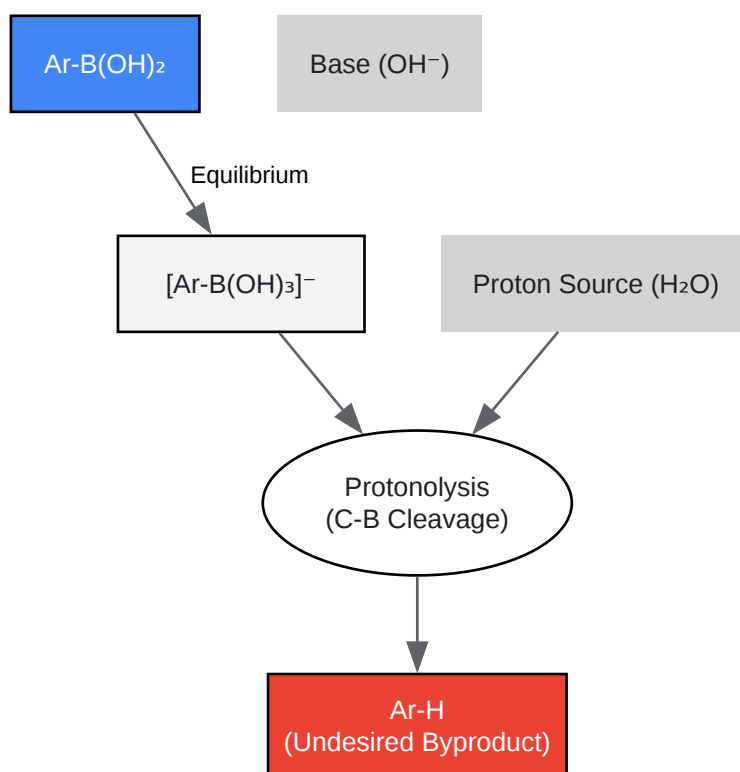 Ar-B(OH)₂
Base (OH⁻)
Equilibrium
[Ar-B(OH)₃]⁻
Proton Source (H₂O)
Protonolysis
(C-B Cleavage)
Ar-H
(Undesired Byproduct)